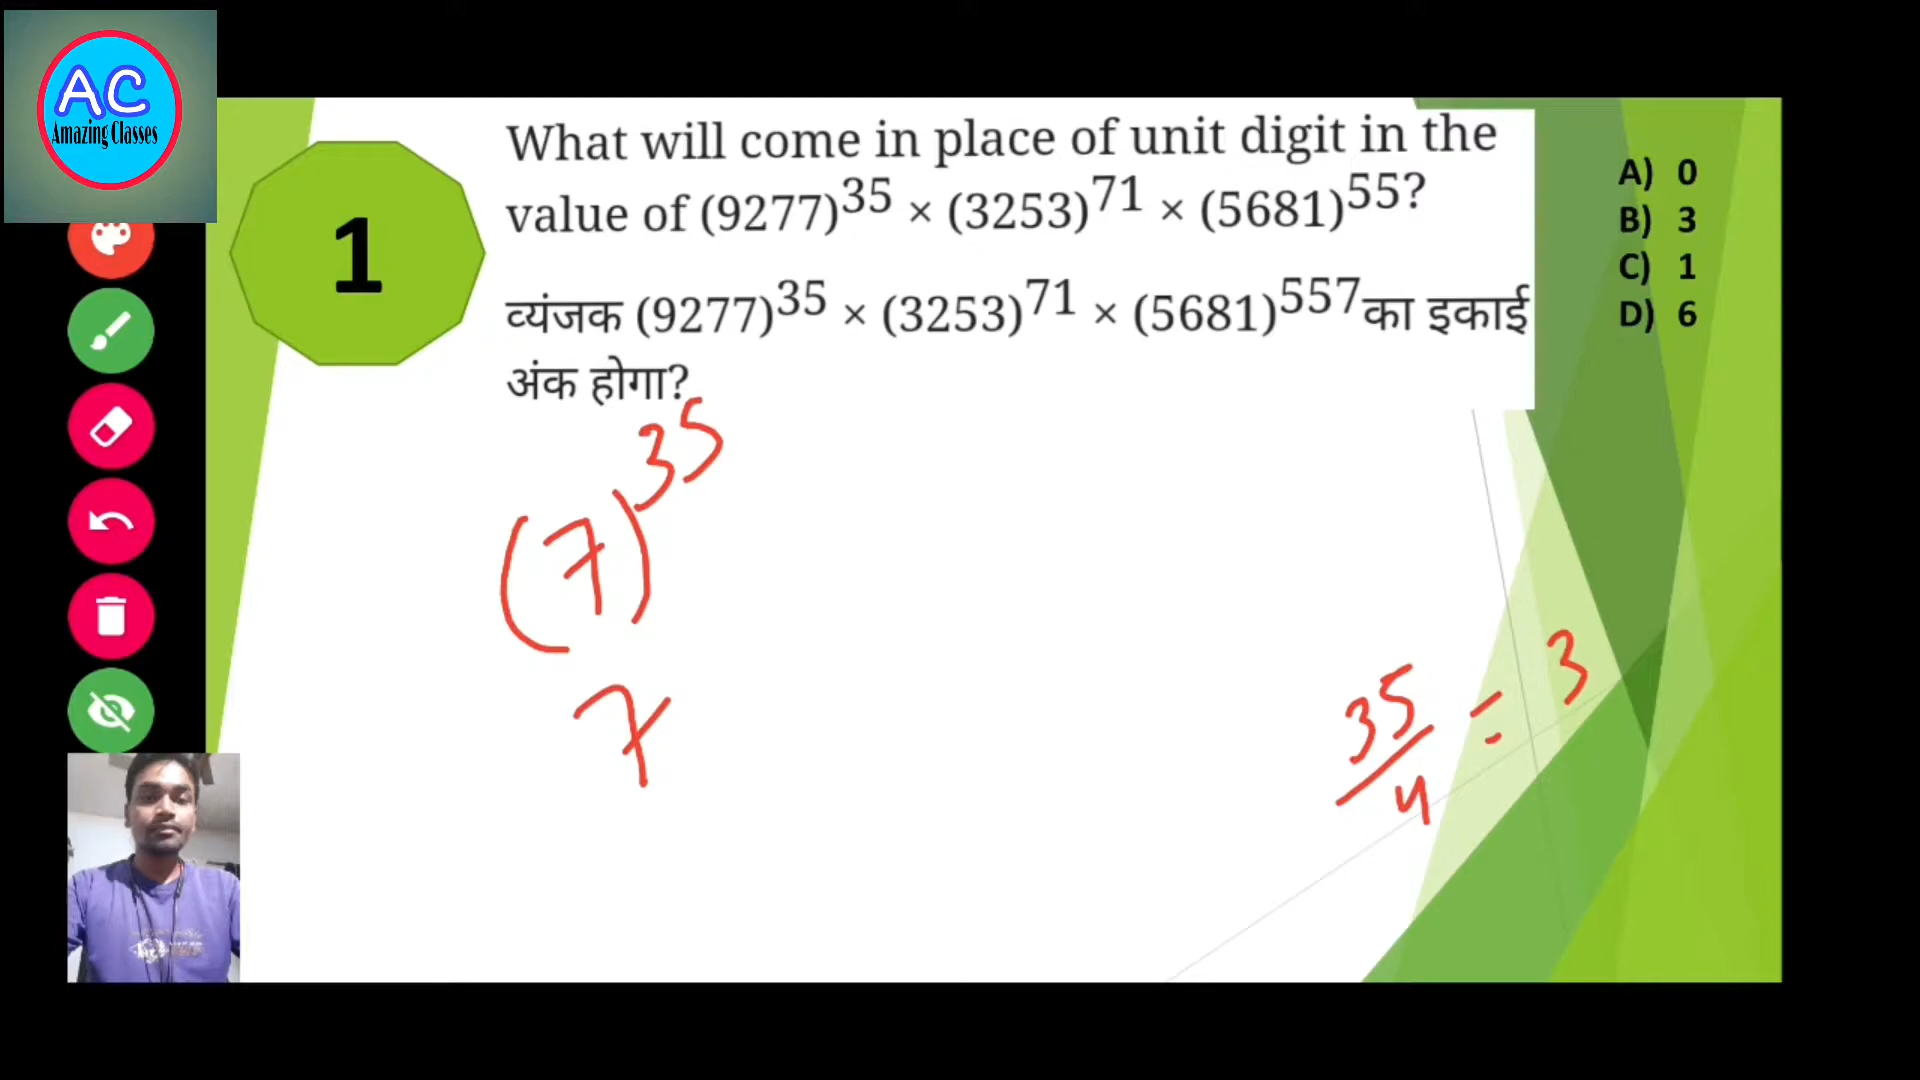 AC
Amazing Classes
1
What will come in place of unit digit in the
value of (9277)^35 × (3253)^71 × (5681)^55?
व्यंजक (9277)^35 × (3253)^71 × (5681)^557का इकाई
अंक होगा?
A) 0
B) 3
C) 1
D) 6
(7)^35
7
35/4 = 3